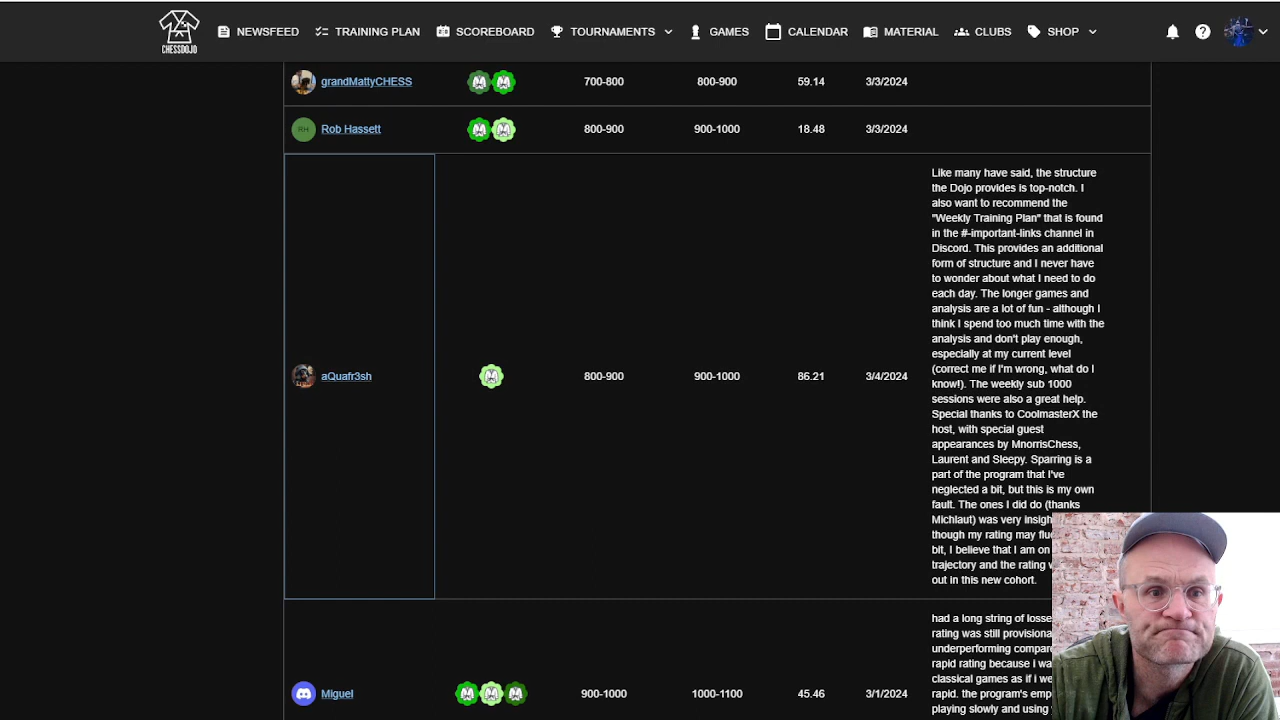 CHESSDOJO
NEWSFEED TRAINING PLAN SCOREBOARD TOURNAMENTS GAMES CALENDAR MATERIAL CLUBS SHOP
grandMattyCHESS 700-800 800-900 59.14 3/3/2024
RH Rob Hassett 800-900 900-1000 18.48 3/3/2024
aQuafr3sh 800-900 900-1000 86.21 3/4/2024
Like many have said, the structure
the Dojo provides is top-notch. I
also want to recommend the
"Weekly Training Plan" that is found
in the #-important-links channel in
Discord. This provides an additional
form of structure and I never have
to wonder about what I need to do
each day. The longer games and
analysis are a lot of fun - although I
think I spend too much time with the
analysis and don't play enough,
especially at my current level
(correct me if I'm wrong, what do I
know!). The weekly sub 1000
sessions were also a great help.
Special thanks to CoolmasterX the
host, with special guest
appearances by MnorrisChess,
Laurent and Sleepy. Sparring is a
part of the program that I've
neglected a bit, but this is my own
fault. The ones I did do (thanks
Michlaut) was very
though my rating may
bit, I believe that I am on
trajectory and the rating
out in this new cohort.
Miguel 900-1000 1000-1100 45.46 3/1/2024
had a long string of
rating was still
underperforming
rapid rating because i
classical games as if i
rapid. the program's
playing slowly and using